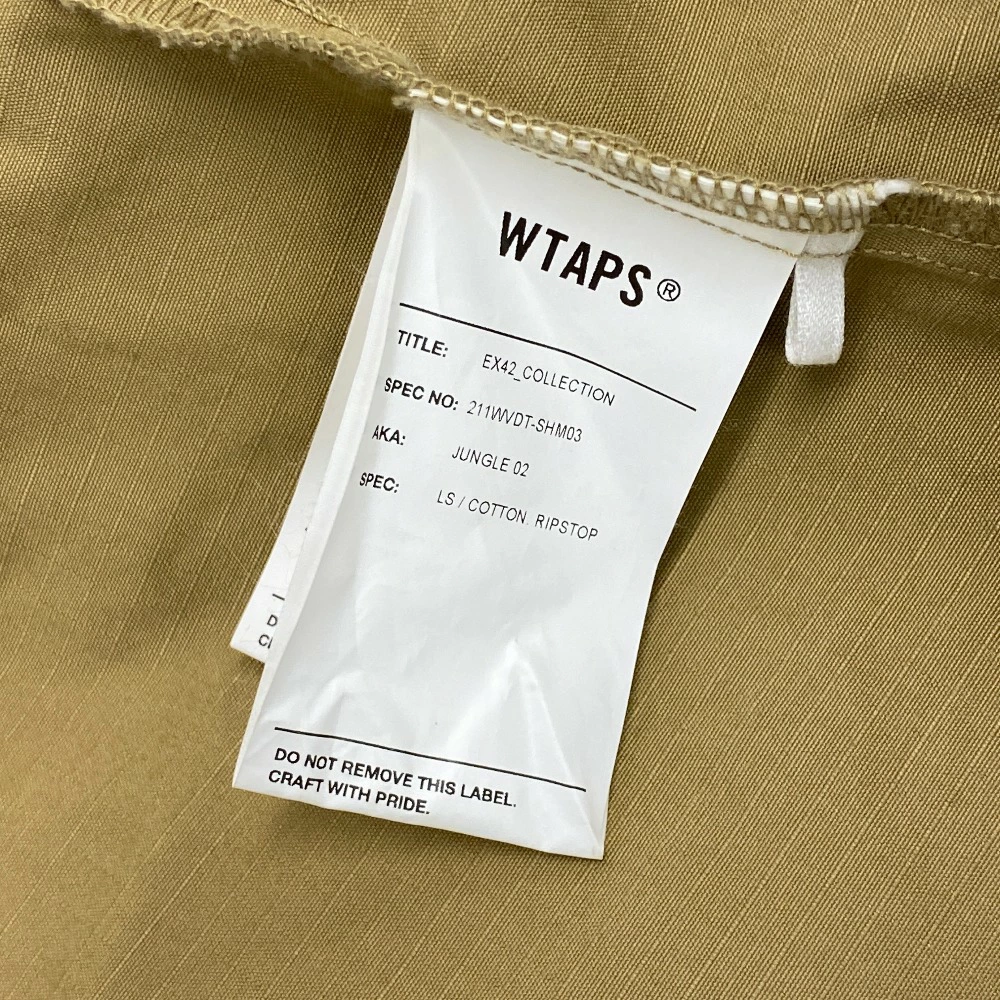 WTAPS®
TITLE: EX42_COLLECTION
SPEC NO: 211WVDT-SHM03
AKA: JUNGLE 02
SPEC: LS / COTTON. RIPSTOP
DO NOT REMOVE THIS LABEL.
CRAFT WITH PRIDE.